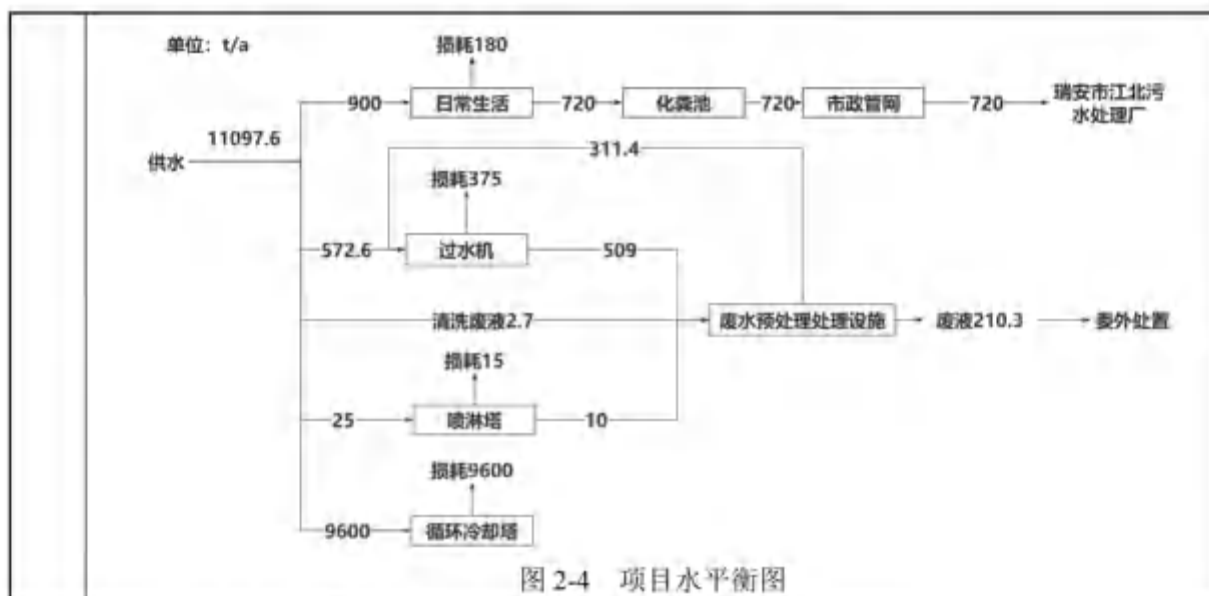 单位：t/a
损耗180
900
日常生活
720
化粪池
720
市政管网
720
瑞安市江北污
水处理厂
11097.6
供水
311.4
损耗375
572.6
过水机
509
清洗废液2.7
废水预处理处理设施
废液210.3
委外处置
损耗15
25
喷淋塔
10
损耗9600
9600
循环冷却塔
图 2-4 项目水平衡图